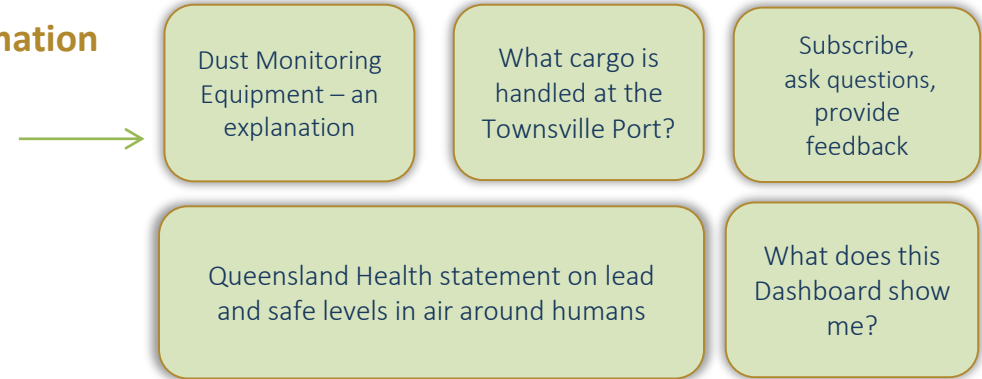 mation
Dust Monitoring
Equipment – an
explanation
What cargo is
handled at the
Townsville Port?
Subscribe,
ask questions,
provide
feedback
Queensland Health statement on lead
and safe levels in air around humans
What does this
Dashboard show
me?